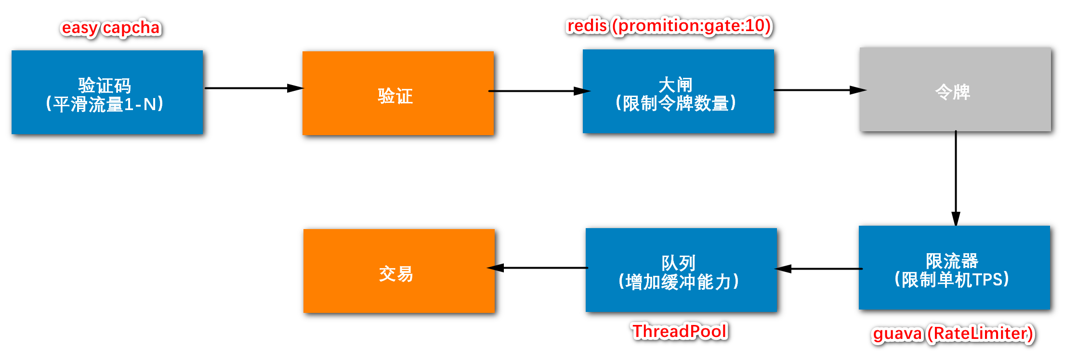 easy capcha
redis (promition:gate:10)
验证码
(平滑流量1-N)
验证
大闸
(限制令牌数量)
令牌
交易
队列
(增加缓冲能力)
限流器
(限制单机TPS)
ThreadPool
guava (RateLimiter)